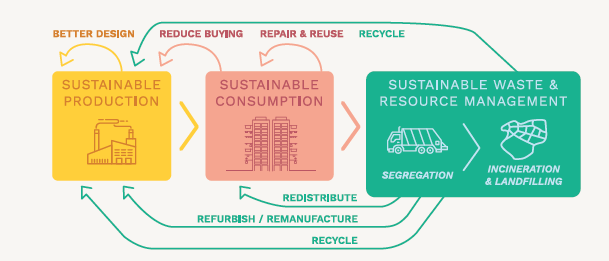 BETTER DESIGN
REDUCE BUYING
REPAIR & REUSE
RECYCLE
SUSTAINABLE
PRODUCTION
SUSTAINABLE
CONSUMPTION
SUSTAINABLE WASTE &
RESOURCE MANAGEMENT
SEGREGATION
INCINERATION
& LANDFILLING
REDISTRIBUTE
REFURBISH / REMANUFACTURE
RECYCLE